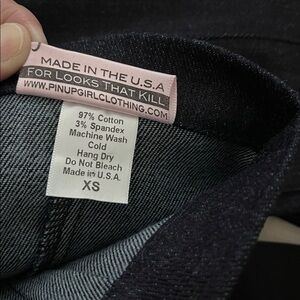 MADE IN THE U.S.A
FOR LOOKS THAT KILL
WWW.PINUPGIRLCLOTHING.COM
97% Cotton
3% Spandex
Machine Wash
Cold
Hang Dry
Do Not Bleach
Made in U.S.A.
XS